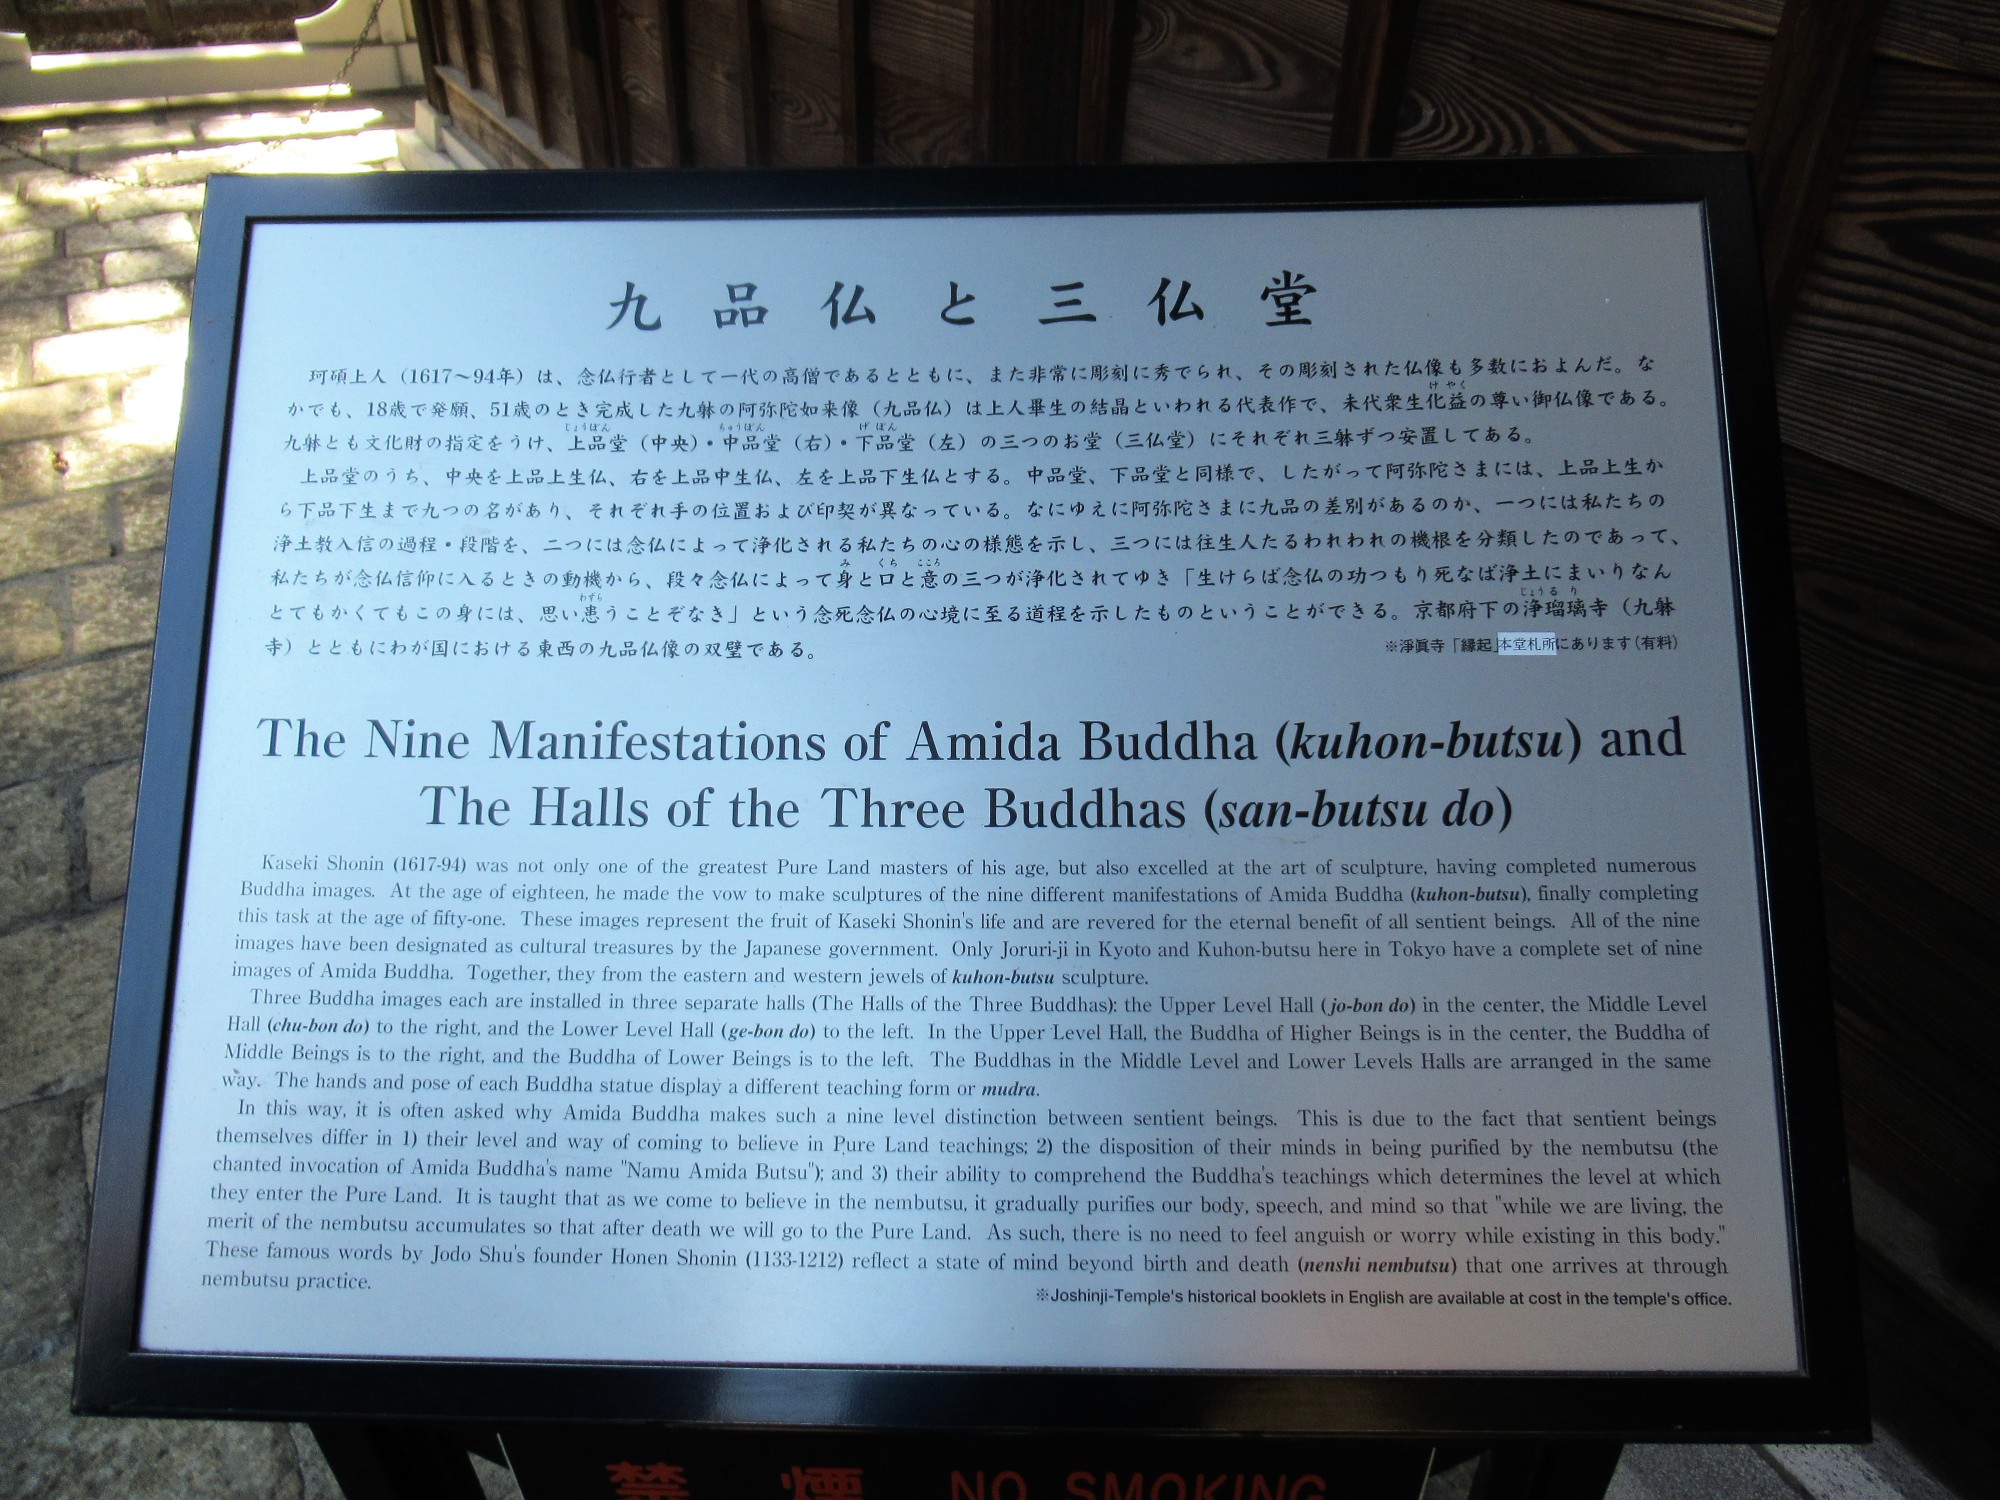 九品仏と三仏堂
珂碩上人（1617～94年）は、念仏行者として一代の高僧であるとともに、また非常に彫刻に秀でられ、その彫刻された仏像も多数におよんだ。な
けやく
かでも、18歳で発願、51歳のとき完成した九躰の阿弥陀如来像（九品仏）は上人畢生の結晶といわれる代表作で、未代衆生化益の尊い御仏像である。
じょうぼん ちゅうぼん げぼん
九躰とも文化財の指定をうけ、上品堂（中央）・中品堂（右）・下品堂（左）の三つのお堂（三仏堂）にそれぞれ三躰ずつ安置してある。
上品堂のうち、中央を上品上生仏、右を上品中生仏、左を上品下生仏とする。中品堂、下品堂と同様で、したがって阿弥陀さまには、上品上生か
ら下品下生まで九つの名があり、それぞれ手の位置および印契が異なっている。なにゆえに阿弥陀さまに九品の差別があるのか、一つには私たちの
浄土教入信の過程・段階を、二つには念仏によって浄化される私たちの心の様態を示し、三つには往生人たるわれわれの機根を分類したのであって、
み くち こころ
私たちが念仏信仰に入るときの動機から、段々念仏によって身と口と意の三つが浄化されてゆき「生けらば念仏の功つもり死なば浄土にまいりなん
わずら じょうるり
とてもかくてもこの身には、思い患うことぞなき」という念死念仏の心境に至る道程を示したものということができる。京都府下の浄瑠璃寺（九躰
寺）とともにわが国における東西の九品仏像の双璧である。
※淨眞寺「縁起」本堂札所にあります（有料）
The Nine Manifestations of Amida Buddha (kuhon-butsu) and
The Halls of the Three Buddhas (san-butsu do)
Kaseki Shonin (1617-94) was not only one of the greatest Pure Land masters of his age, but also excelled at the art of sculpture, having completed numerous
Buddha images. At the age of eighteen, he made the vow to make sculptures of the nine different manifestations of Amida Buddha (kuhon-butsu), finally completing
this task at the age of fifty-one. These images represent the fruit of Kaseki Shonin's life and are revered for the eternal benefit of all sentient beings. All of the nine
images have been designated as cultural treasures by the Japanese government. Only Joruri-ji in Kyoto and Kuhon-butsu here in Tokyo have a complete set of nine
images of Amida Buddha. Together, they from the eastern and western jewels of kuhon-butsu sculpture.
Three Buddha images each are installed in three separate halls (The Halls of the Three Buddhas): the Upper Level Hall (jo-bon do) in the center, the Middle Level
Hall (chu-bon do) to the right, and the Lower Level Hall (ge-bon do) to the left. In the Upper Level Hall, the Buddha of Higher Beings is in the center, the Buddha of
Middle Beings is to the right, and the Buddha of Lower Beings is to the left. The Buddhas in the Middle Level and Lower Levels Halls are arranged in the same
way. The hands and pose of each Buddha statue display a different teaching form or mudra.
In this way, it is often asked why Amida Buddha makes such a nine level distinction between sentient beings. This is due to the fact that sentient beings
themselves differ in 1) their level and way of coming to believe in Pure Land teachings; 2) the disposition of their minds in being purified by the nembutsu (the
chanted invocation of Amida Buddha's name "Namu Amida Butsu"); and 3) their ability to comprehend the Buddha's teachings which determines the level at which
they enter the Pure Land. It is taught that as we come to believe in the nembutsu, it gradually purifies our body, speech, and mind so that "while we are living, the
merit of the nembutsu accumulates so that after death we will go to the Pure Land. As such, there is no need to feel anguish or worry while existing in this body."
These famous words by Jodo Shu's founder Honen Shonin (1133-1212) reflect a state of mind beyond birth and death (nenshi nembutsu) that one arrives at through
nembutsu practice.
※Joshinji-Temple's historical booklets in English are available at cost in the temple's office.
禁煙 NO SMOKING